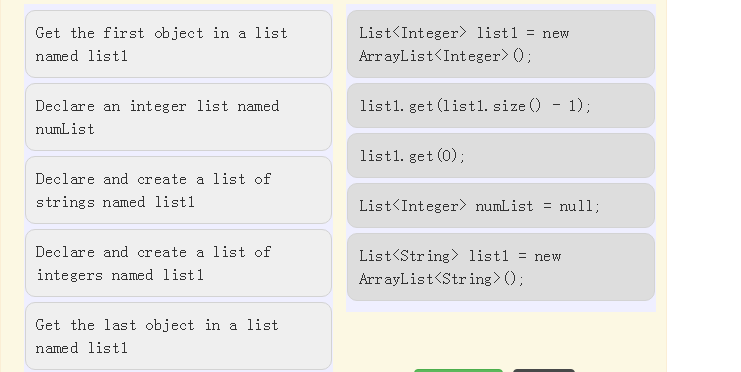 Get the first object in a list
named list1
Declare an integer list named
numList
Declare and create a list of
strings named list1
Declare and create a list of
integers named list1
Get the last object in a list
named list1
List<Integer> list1 = new
ArrayList<Integer>();
list1.get(list1.size() - 1);
list1.get(0);
List<Integer> numList = null;
List<String> list1 = new
ArrayList<String>();